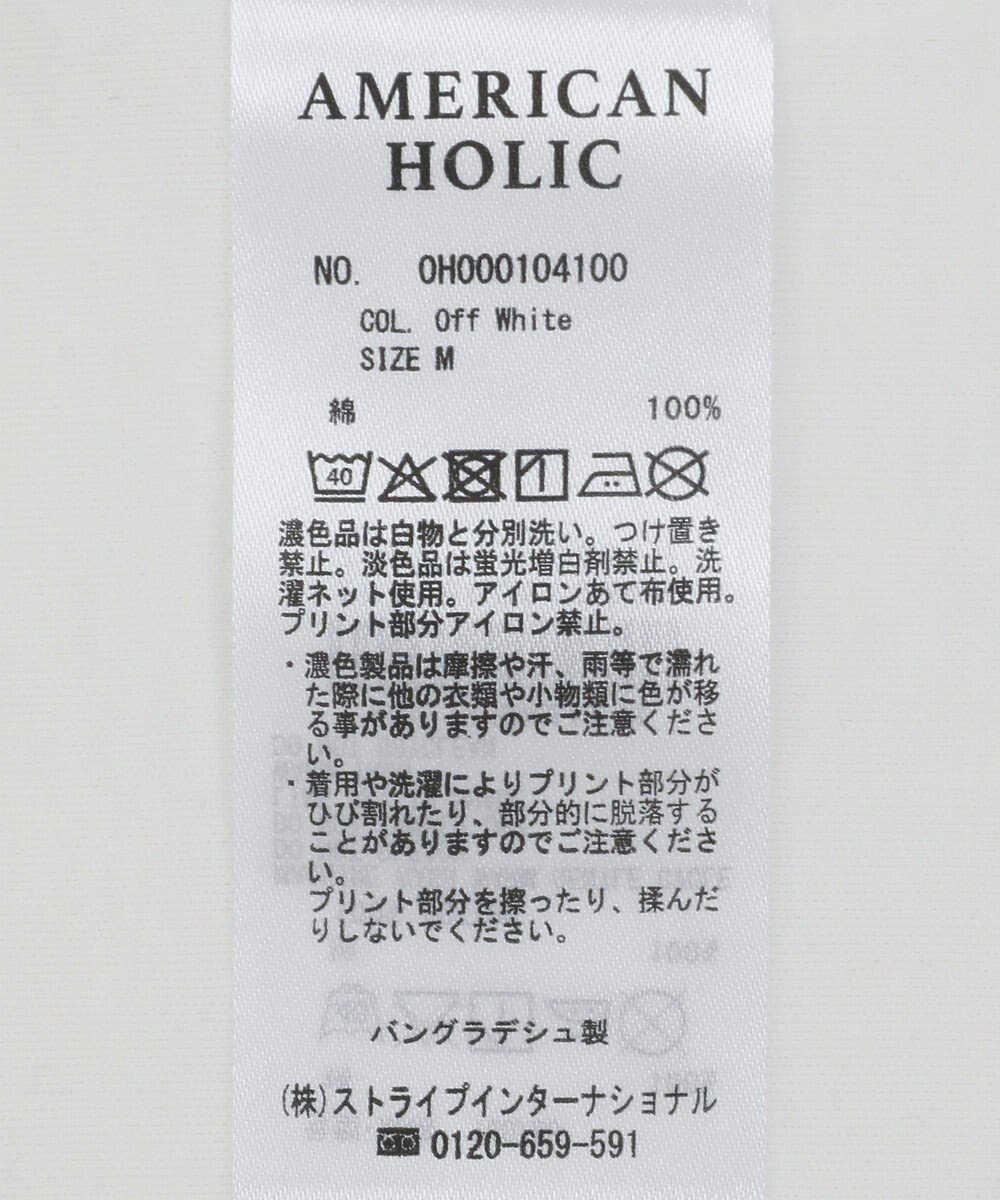 AMERICAN
HOLIC
NO. 0H000104100
COL. Off White
SIZE M
綿 100%
40
濃色品は白物と分別洗い。つけ置き
禁止。淡色品は蛍光増白剤禁止。洗
濯ネット使用。アイロンあて布使用。
プリント部分アイロン禁止。
・濃色製品は摩擦や汗、雨等で濡れ
た際に他の衣類や小物類に色が移
る事がありますのでご注意くださ
い。
・着用や洗濯によりプリント部分が
ひび割れたり、部分的に脱落する
ことがありますのでご注意くださ
い。
プリント部分を擦ったり、揉んだ
りしないでください。
バングラデシュ製
(株)ストライプインターナショナル
0120-659-591